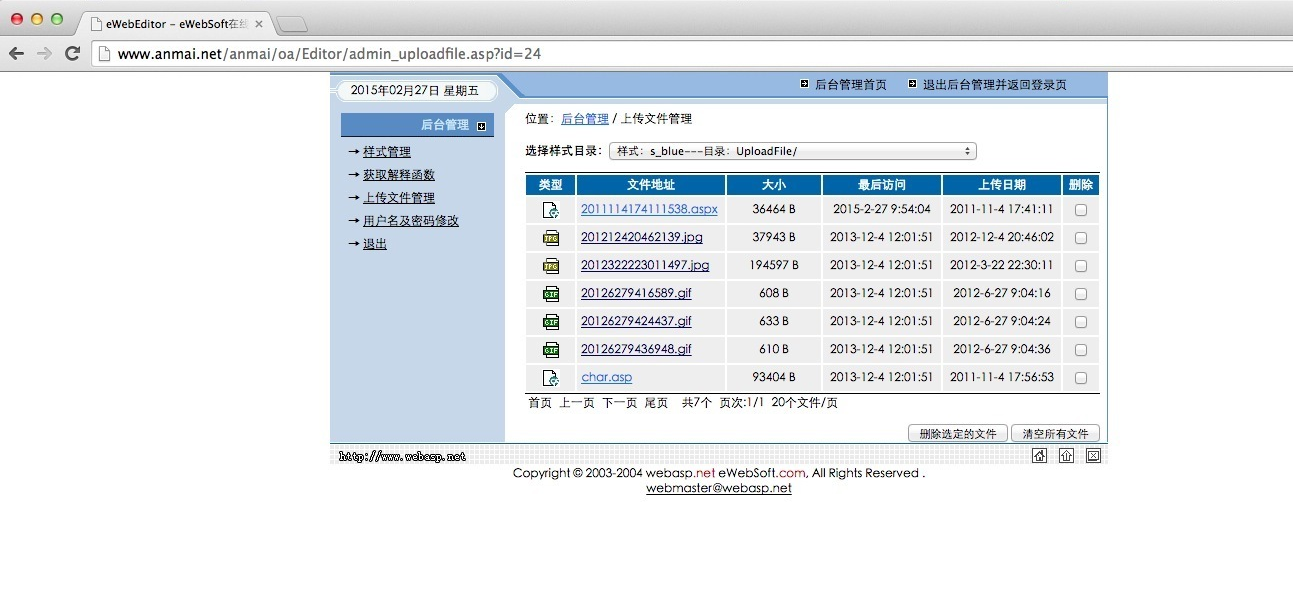 eWebEditor - eWebSoft在线
www.anmai.net/anmai/oa/Editor/admin_uploadfile.asp?id=24
2015年02月27日 星期五
后台管理首页 退出后台管理并返回登录页
后台管理
样式管理
获取解释函数
上传文件管理
用户名及密码修改
退出
位置：后台管理 / 上传文件管理
选择样式目录： 样式：s_blue---目录：UploadFile/
类型 文件地址 大小 最后访问 上传日期 删除
2011114174111538.aspx 36464 B 2015-2-27 9:54:04 2011-11-4 17:41:11
201212420462139.jpg 37943 B 2013-12-4 12:01:51 2012-12-4 20:46:02
2012322223011497.jpg 194597 B 2013-12-4 12:01:51 2012-3-22 22:30:11
GIF 20126279416589.gif 608 B 2013-12-4 12:01:51 2012-6-27 9:04:16
GIF 20126279424437.gif 633 B 2013-12-4 12:01:51 2012-6-27 9:04:24
GIF 20126279436948.gif 610 B 2013-12-4 12:01:51 2012-6-27 9:04:36
char.asp 93404 B 2013-12-4 12:01:51 2011-11-4 17:56:53
首页 上一页 下一页 尾页 共7个 页次:1/1 20个文件/页
删除选定的文件 清空所有文件
http://www.webasp.net
Copyright © 2003-2004 webasp.net eWebSoft.com, All Rights Reserved .
webmaster@webasp.net